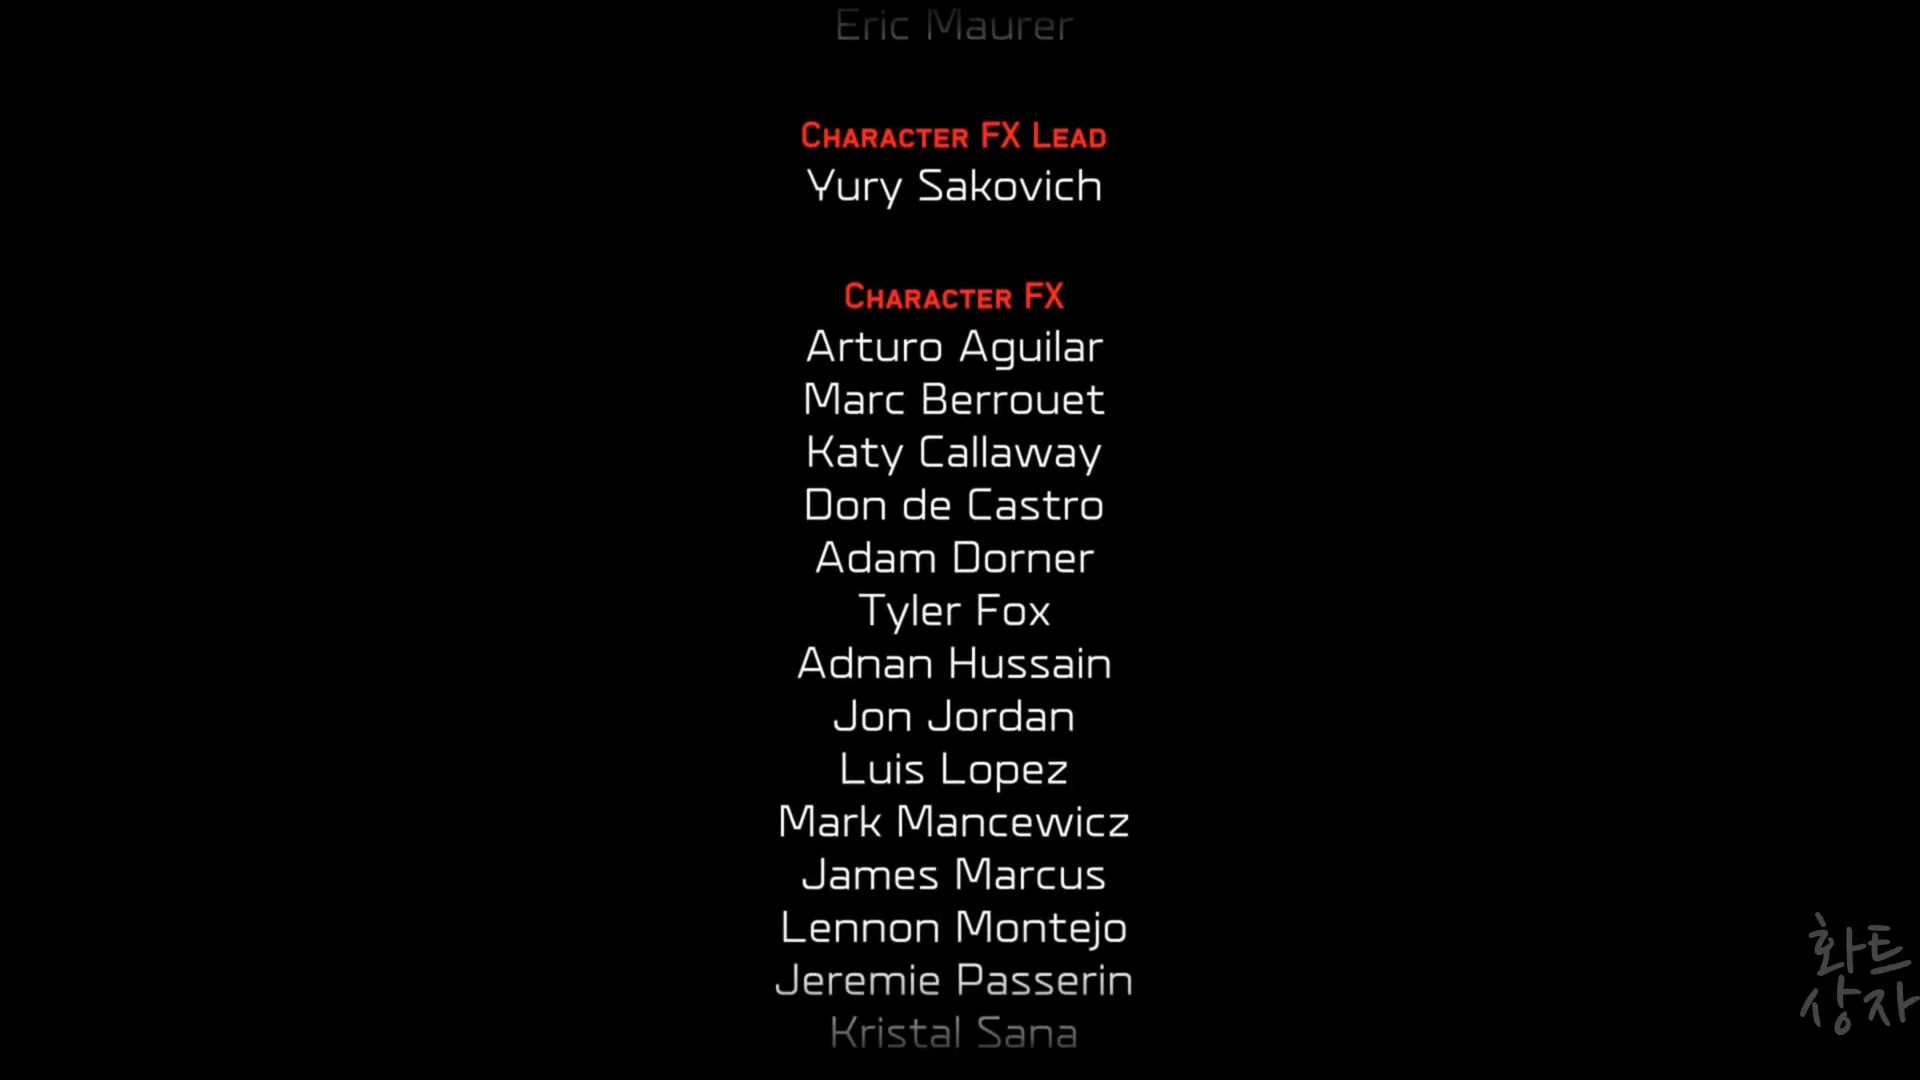 Eric Maurer
Character FX Lead
Yury Sakovich
Character FX
Arturo Aguilar
Marc Berrouet
Katy Callaway
Don de Castro
Adam Dorner
Tyler Fox
Adnan Hussain
Jon Jordan
Luis Lopez
Mark Mancewicz
James Marcus
Lennon Montejo
Jeremie Passerin
Kristal Sana
화트
상자